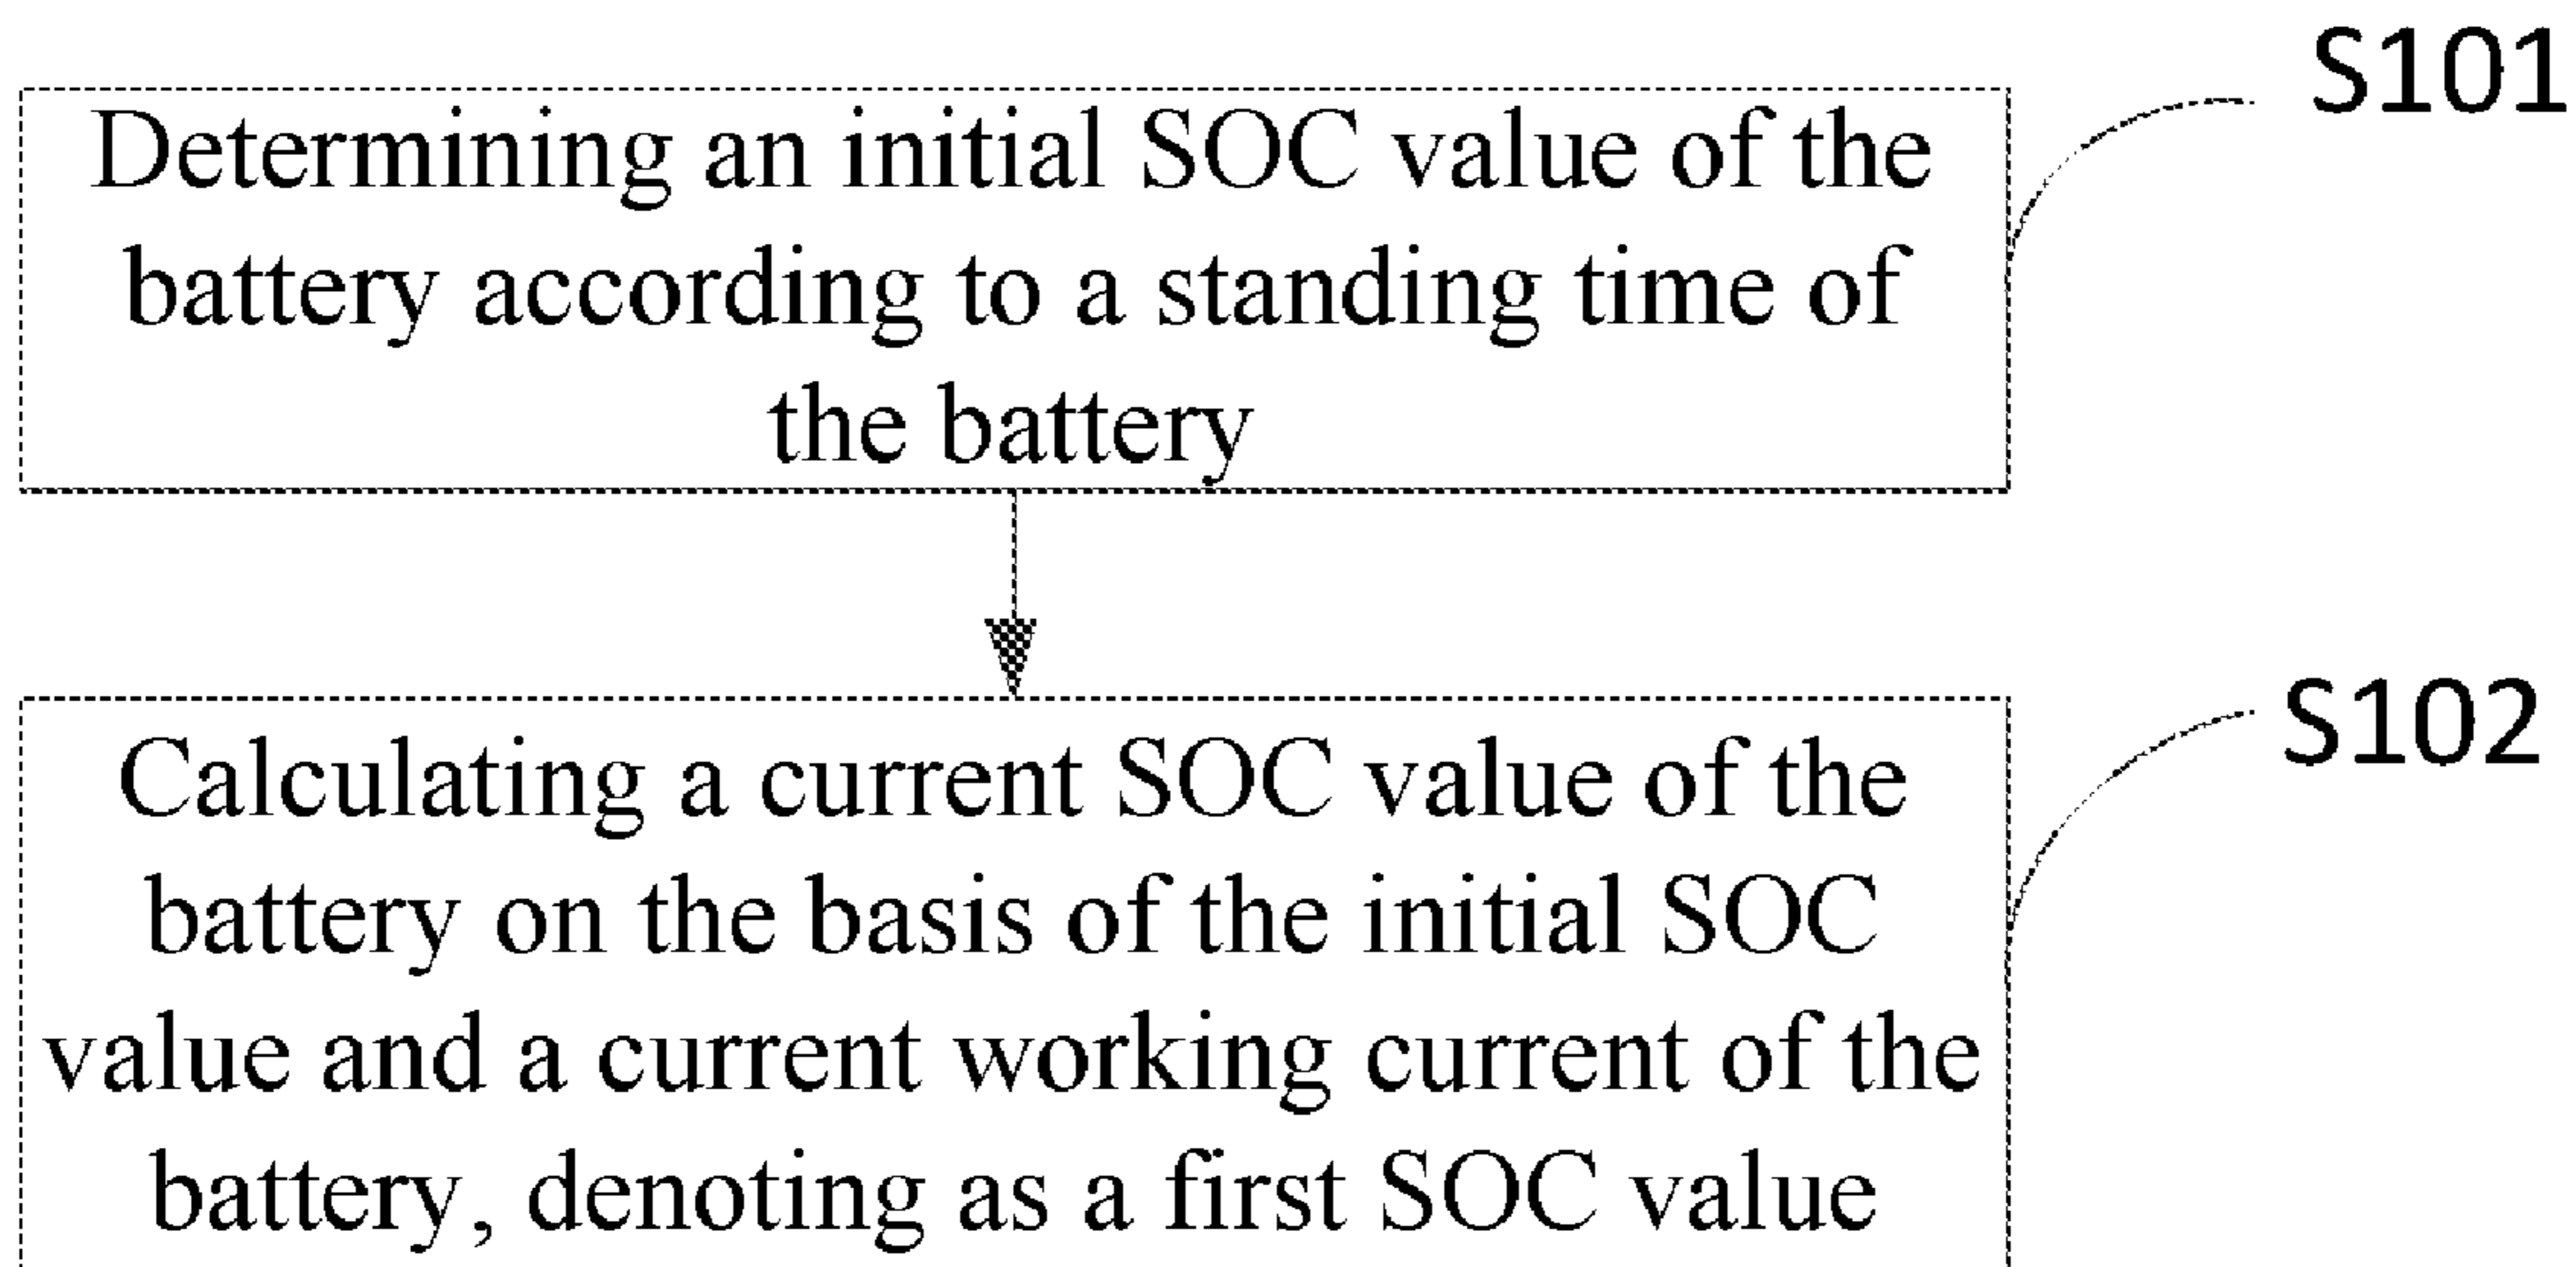 S101
Determining an initial SOC value of the
battery according to a standing time of
the battery
S102
Calculating a current SOC value of the
battery on the basis of the initial SOC
value and a current working current of the
battery, denoting as a first SOC value